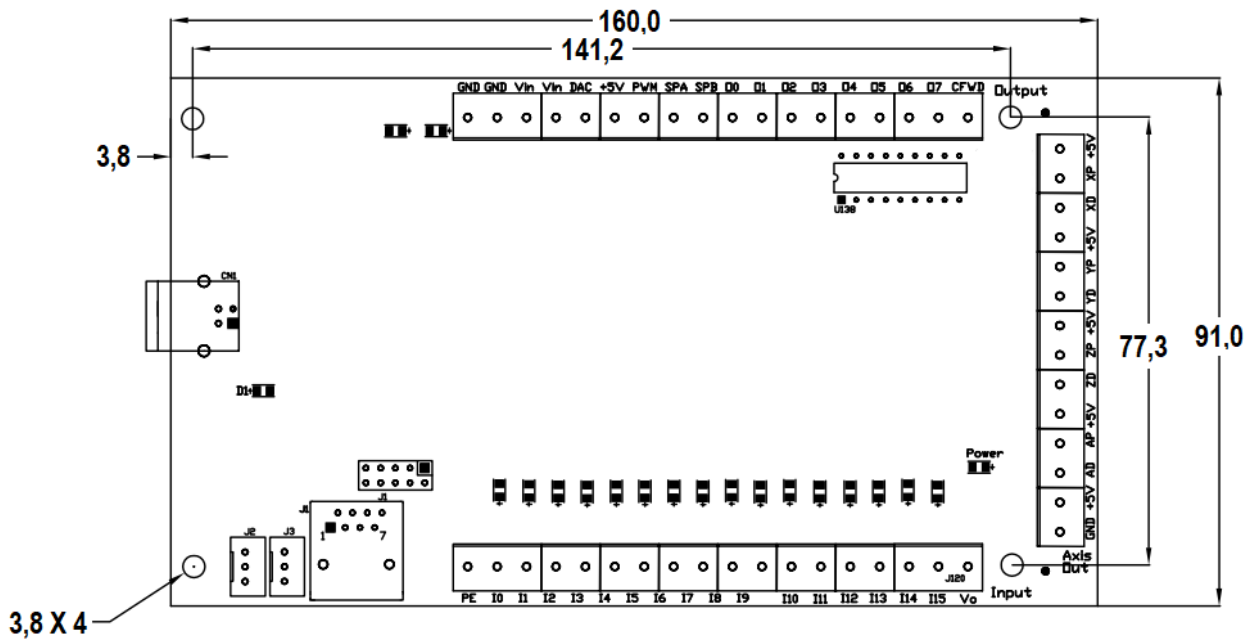 160,0
141,2
GND GND Vin Vin DAC +5V PWM SPA SPB O0 O1 O2 O3 O4 O5 O6 O7 CFWD Output
3,8
U138
+5V
XP
XD
+5V
YP
YD
+5V
ZP
ZD
+5V
AP
AD
+5V
GND
77,3
91,0
CN1
D1+
Power
J1
J1
1 7
J2 J3
Axis
Out
J120
Input
PE I0 I1 I2 I3 I4 I5 I6 I7 I8 I9 I10 I11 I12 I13 I14 I15 Vo
3,8 X 4